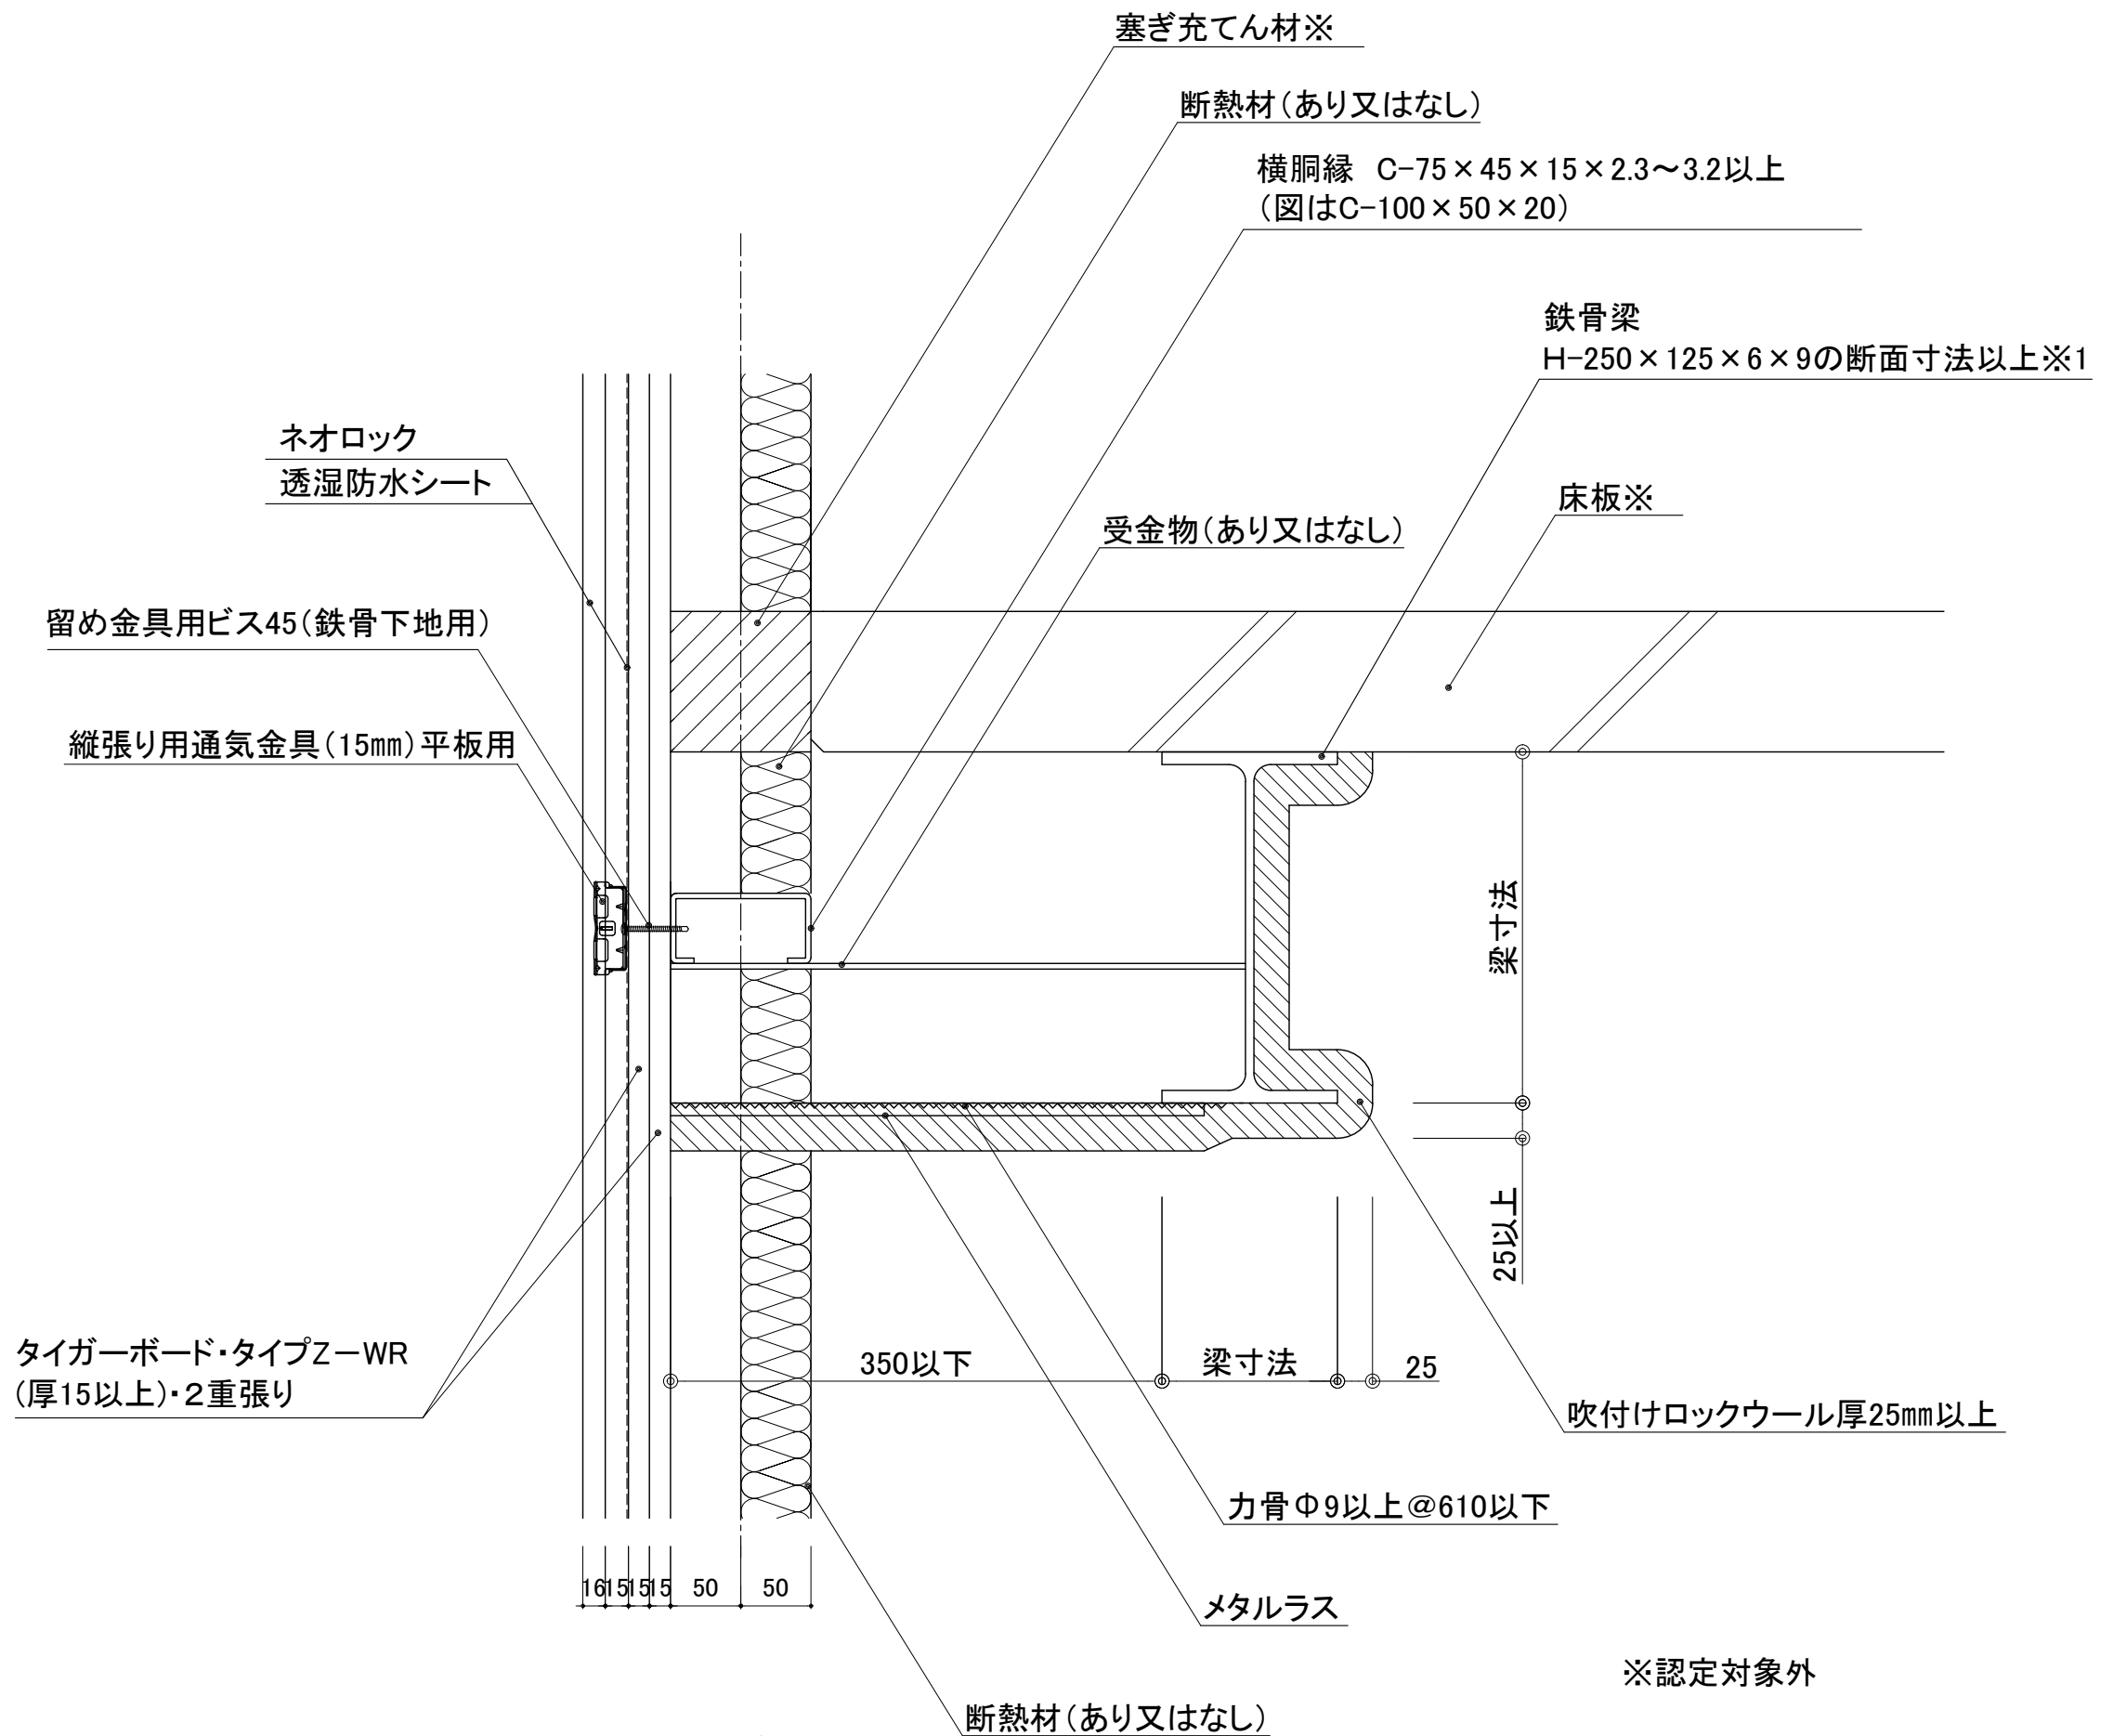 塞ぎ充てん材※
断熱材（あり又はなし）
横胴縁 C-75×45×15×2.3～3.2以上
（図はC-100×50×20）
鉄骨梁
H-250×125×6×9の断面寸法以上※1
ネオロック
透湿防水シート
床板※
受金物（あり又はなし）
留め金具用ビス45（鉄骨下地用）
縦張り用通気金具（15㎜）平板用
梁寸法
25以上
タイガーボード・タイプZ－WR
(厚15以上)・2重張り
350以下
梁寸法
25
吹付けロックウール厚25㎜以上
力骨Φ9以上＠610以下
16
15
15
15
50
50
メタルラス
※認定対象外
断熱材（あり又はなし）